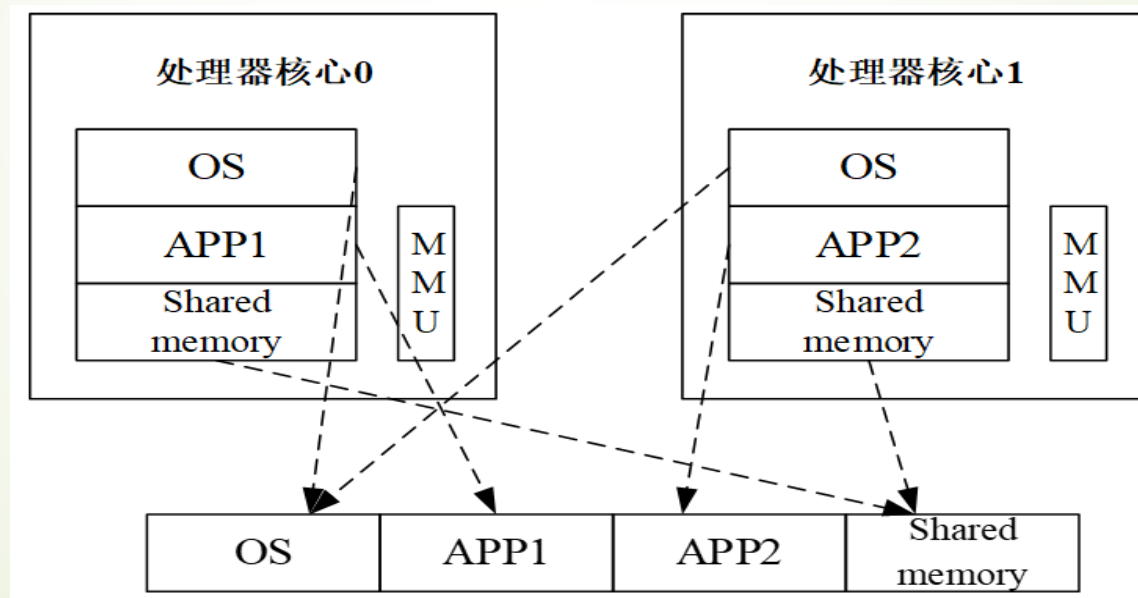 处理器核心0
处理器核心1
OS
APP1
Shared
memory
M
M
U
OS
APP2
Shared
memory
M
M
U
OS
APP1
APP2
Shared
memory